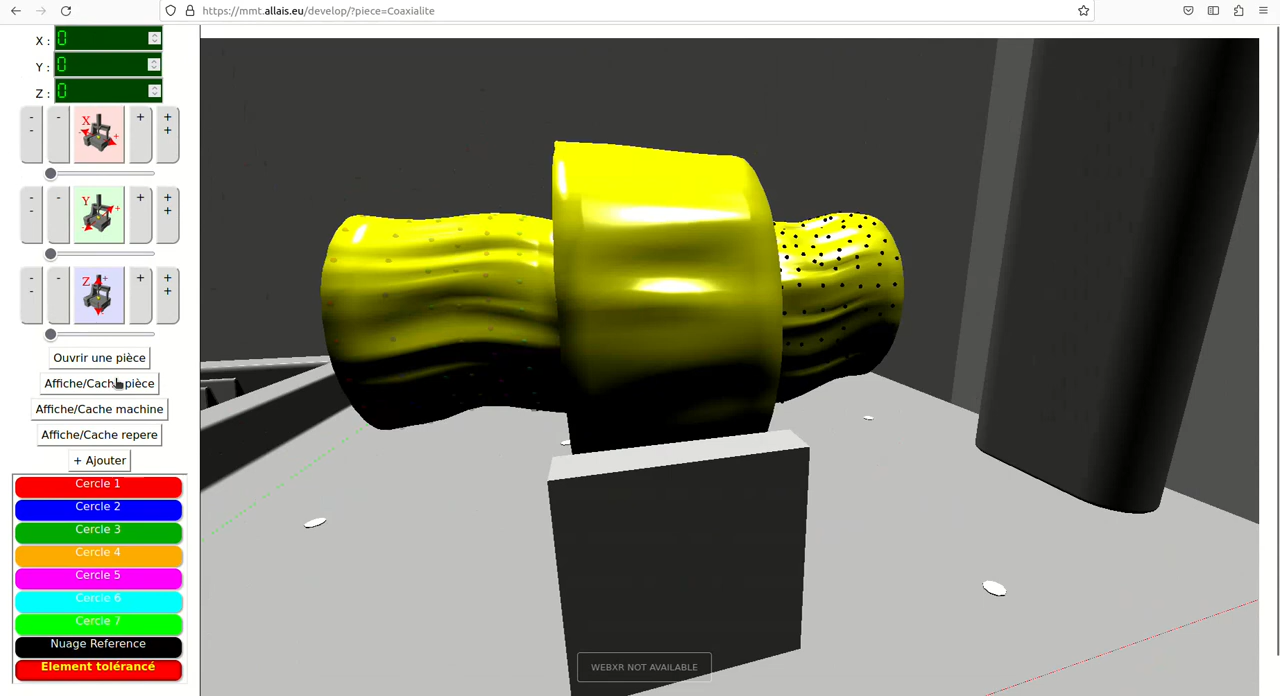 https://mmt.allais.eu/develop/?piece=Coaxialite
X : 0
Y : 0
Z : 0
- - - X - + + + +
- - - Y - + + + +
- - - Z - + + + +
Ouvrir une pièce
Affiche/Cache pièce
Affiche/Cache machine
Affiche/Cache repere
+ Ajouter
Cercle 1
Cercle 2
Cercle 3
Cercle 4
Cercle 5
Cercle 6
Cercle 7
Nuage Reference
Element tolérancé
WEBXR NOT AVAILABLE